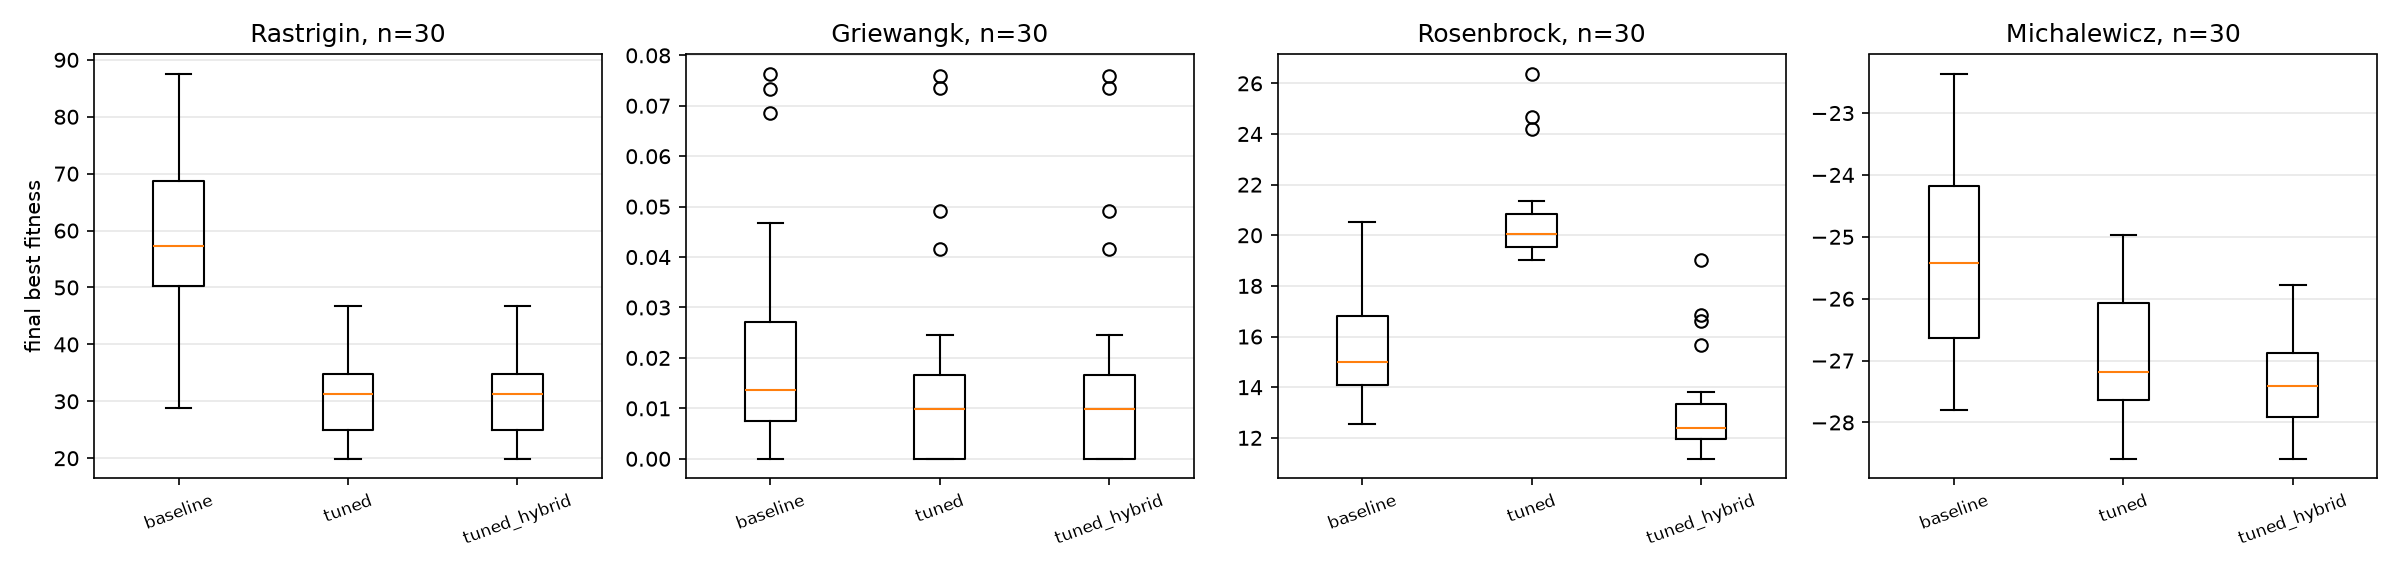 Rastrigin, n=30
final best fitness
90
80
70
60
50
40
30
20
baseline
tuned
tuned_hybrid
Griewangk, n=30
0.08
0.07
0.06
0.05
0.04
0.03
0.02
0.01
0.00
baseline
tuned
tuned_hybrid
Rosenbrock, n=30
26
24
22
20
18
16
14
12
baseline
tuned
tuned_hybrid
Michalewicz, n=30
−23
−24
−25
−26
−27
−28
baseline
tuned
tuned_hybrid